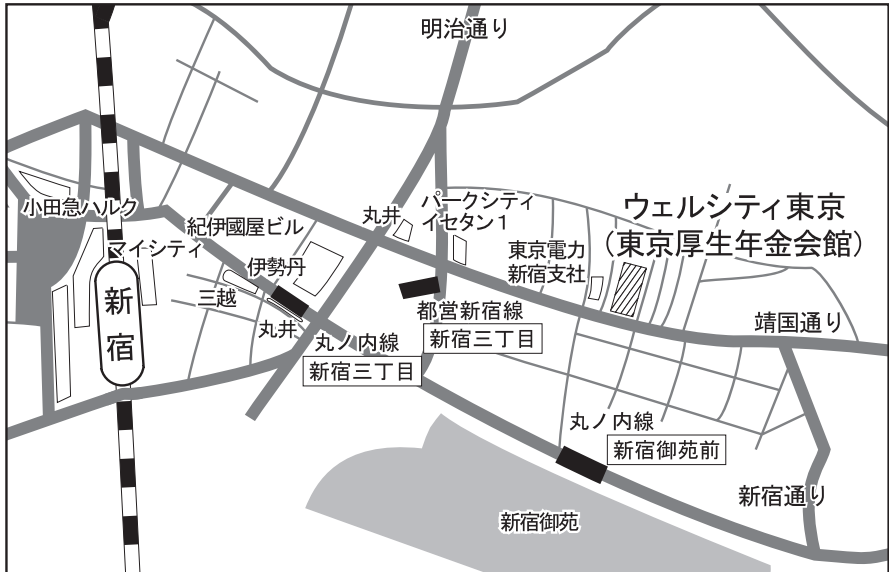 明治通り
小田急ハルク
マイシティ
紀伊國屋ビル
丸井
パークシティ
イセタン1
ウェルシティ東京
(東京厚生年金会館)
東京電力
新宿支社
伊勢丹
三越
丸井
新宿
都営新宿線
新宿三丁目
丸ノ内線
新宿三丁目
靖国通り
丸ノ内線
新宿御苑前
新宿通り
新宿御苑